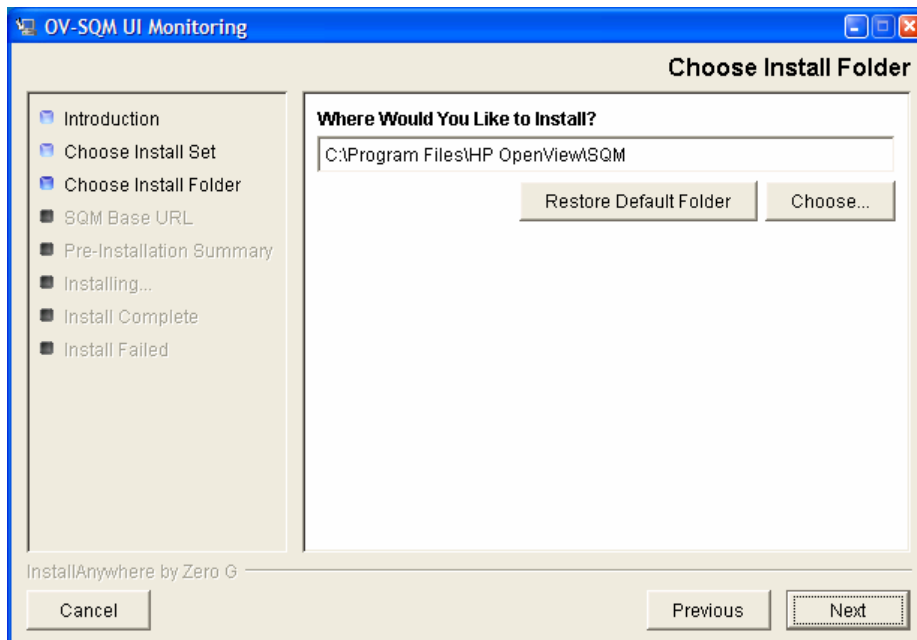 OV-SQM UI Monitoring
Choose Install Folder
Introduction
Choose Install Set
Choose Install Folder
SQM Base URL
Pre-Installation Summary
Installing...
Install Complete
Install Failed
Where Would You Like to Install?
C:\Program Files\HP OpenView\SQM
Restore Default Folder
Choose...
InstallAnywhere by Zero G
Cancel
Previous
Next